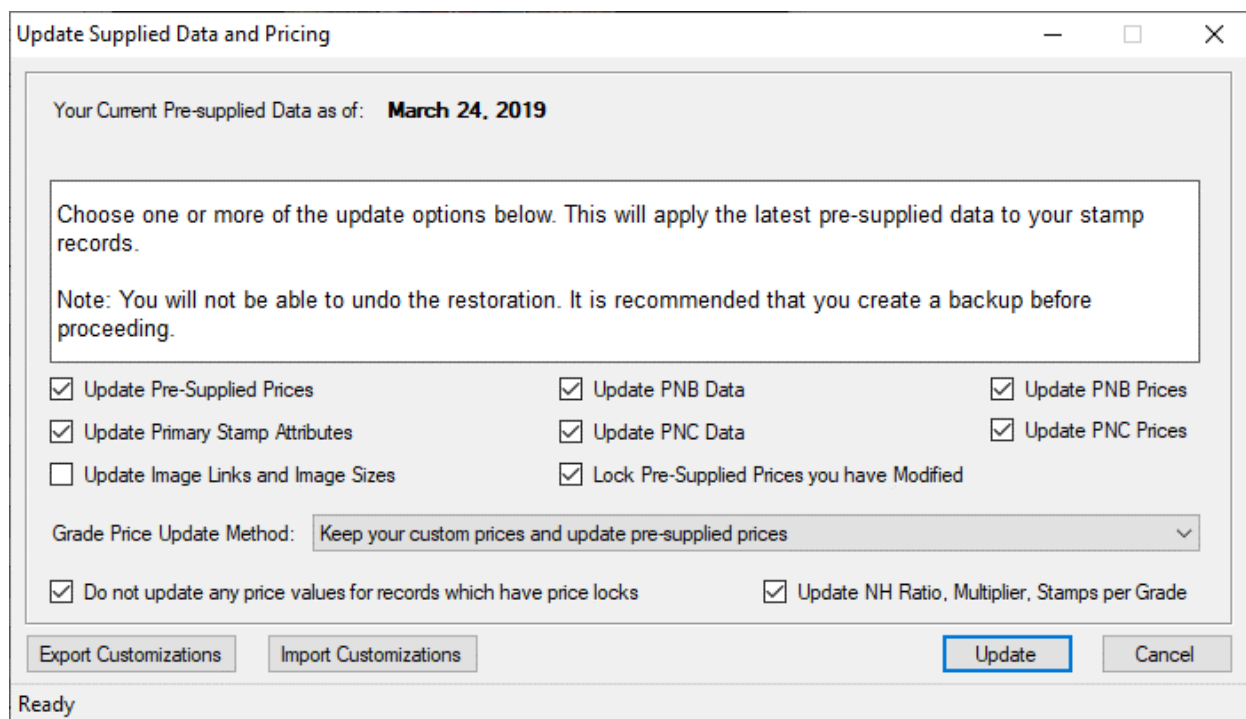 Update Supplied Data and Pricing
Your Current Pre-supplied Data as of: March 24, 2019
Choose one or more of the update options below. This will apply the latest pre-supplied data to your stamp
records.
Note: You will not be able to undo the restoration. It is recommended that you create a backup before
proceeding.
Update Pre-Supplied Prices Update PNB Data Update PNB Prices
Update Primary Stamp Attributes Update PNC Data Update PNC Prices
Update Image Links and Image Sizes Lock Pre-Supplied Prices you have Modified
Grade Price Update Method: Keep your custom prices and update pre-supplied prices
Do not update any price values for records which have price locks Update NH Ratio, Multiplier, Stamps per Grade
Export Customizations Import Customizations Update Cancel
Ready